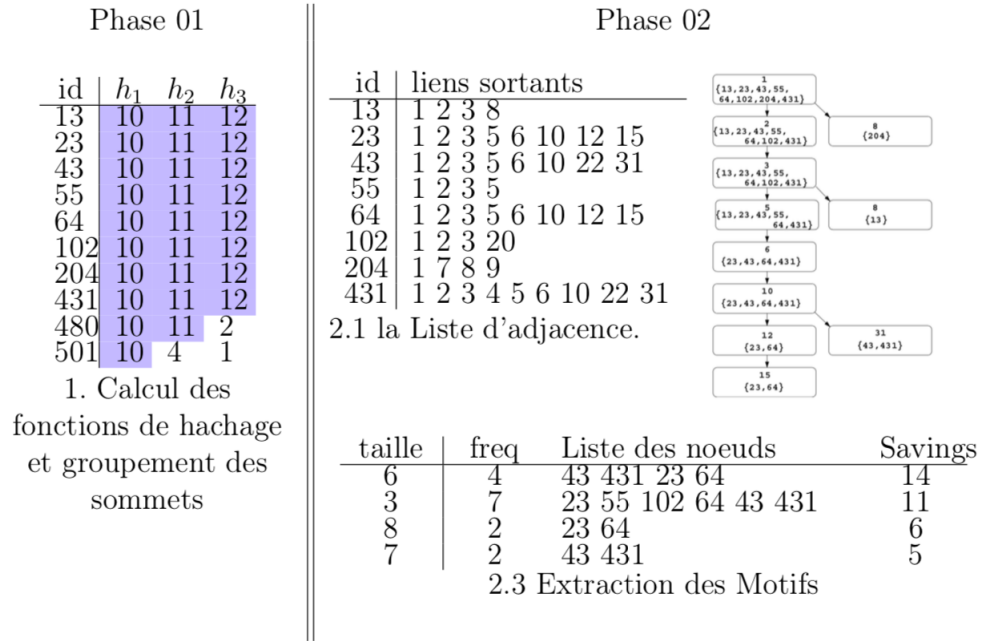 Phase 01
id h₁ h₂ h₃
13 10 11 12
23 10 11 12
43 10 11 12
55 10 11 12
64 10 11 12
102 10 11 12
204 10 11 12
431 10 11 12
480 10 11 2
501 10 4 1
1. Calcul des
fonctions de hachage
et groupement des
sommets
Phase 02
id liens sortants
13 1 2 3 8
23 1 2 3 5 6 10 12 15
43 1 2 3 5 6 10 22 31
55 1 2 3 5
64 1 2 3 5 6 10 12 15
102 1 2 3 20
204 1 7 8 9
431 1 2 3 4 5 6 10 22 31
2.1 la Liste d'adjacence.
1
{13,23,43,55,
64,102,204,431}
2
{13,23,43,55,
64,102,431}
8
{204}
3
{13,23,43,55,
64,102,431}
5
{13,23,43,55,
64,431}
8
{13}
6
{23,43,64,431}
10
{23,43,64,431}
12
{23,64}
31
{43,431}
15
{23,64}
taille freq Liste des noeuds Savings
6 4 43 431 23 64 14
3 7 23 55 102 64 43 431 11
8 2 23 64 6
7 2 43 431 5
2.3 Extraction des Motifs